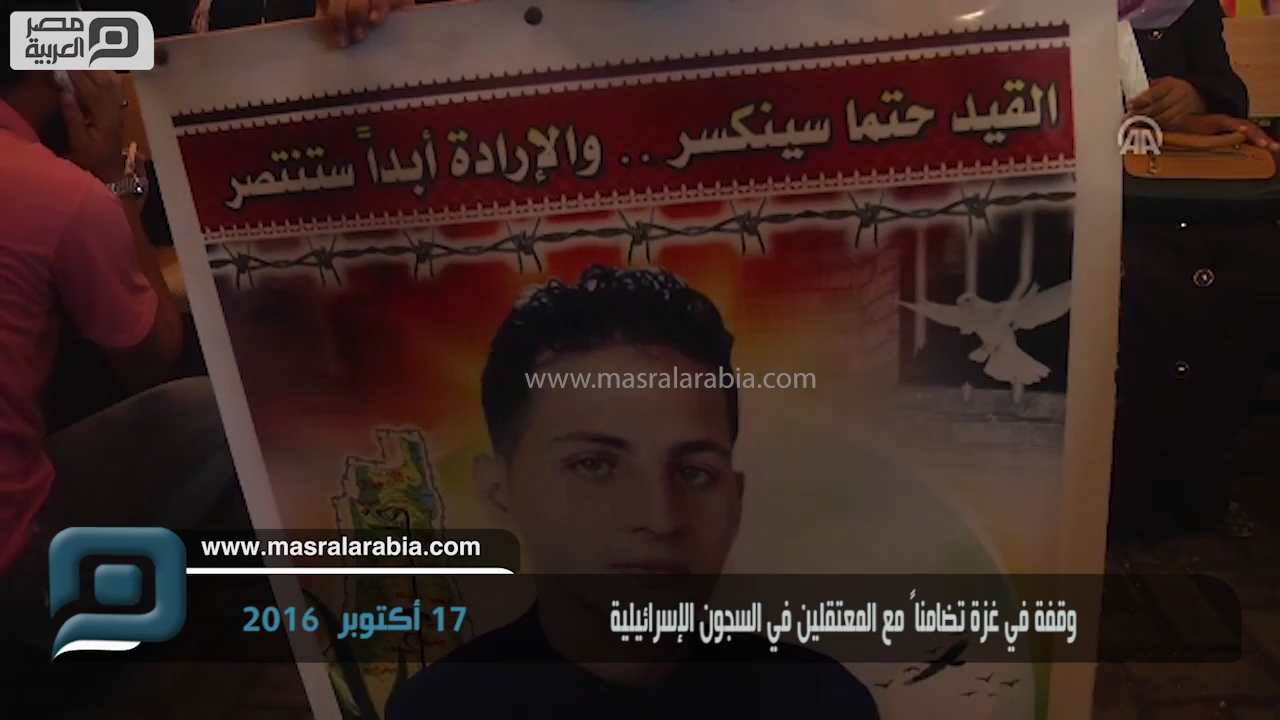 مصر
العربية
القيد حتما سينكسر .. والإرادة أبداً ستنتصر
AA
www.masralarabia.com
www.masralarabia.com
وقفة في غزة تضامناً مع المعتقلين في السجون الإسرائيلية
17 أكتوبر 2016